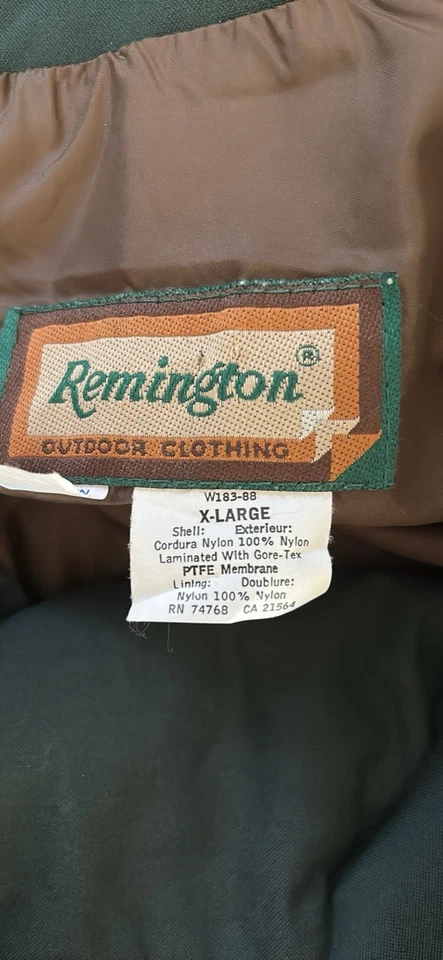 Remington®
OUTDOOR CLOTHING
W183-88
X-LARGE
Shell: Exterieur:
Cordura Nylon 100% Nylon
Laminated With Gore-Tex
PTFE Membrane
Lining: Doublure:
Nylon 100% Nylon
RN 74768 CA 21564